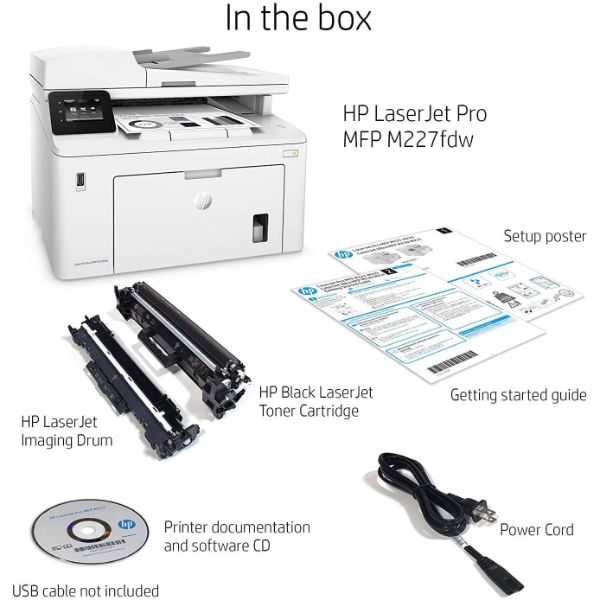 In the box
HP LaserJet Pro
MFP M227fdw
Setup poster
HP Black LaserJet
Toner Cartridge
Getting started guide
HP LaserJet
Imaging Drum
hp
Printer documentation
and software CD
Power Cord
USB cable not included